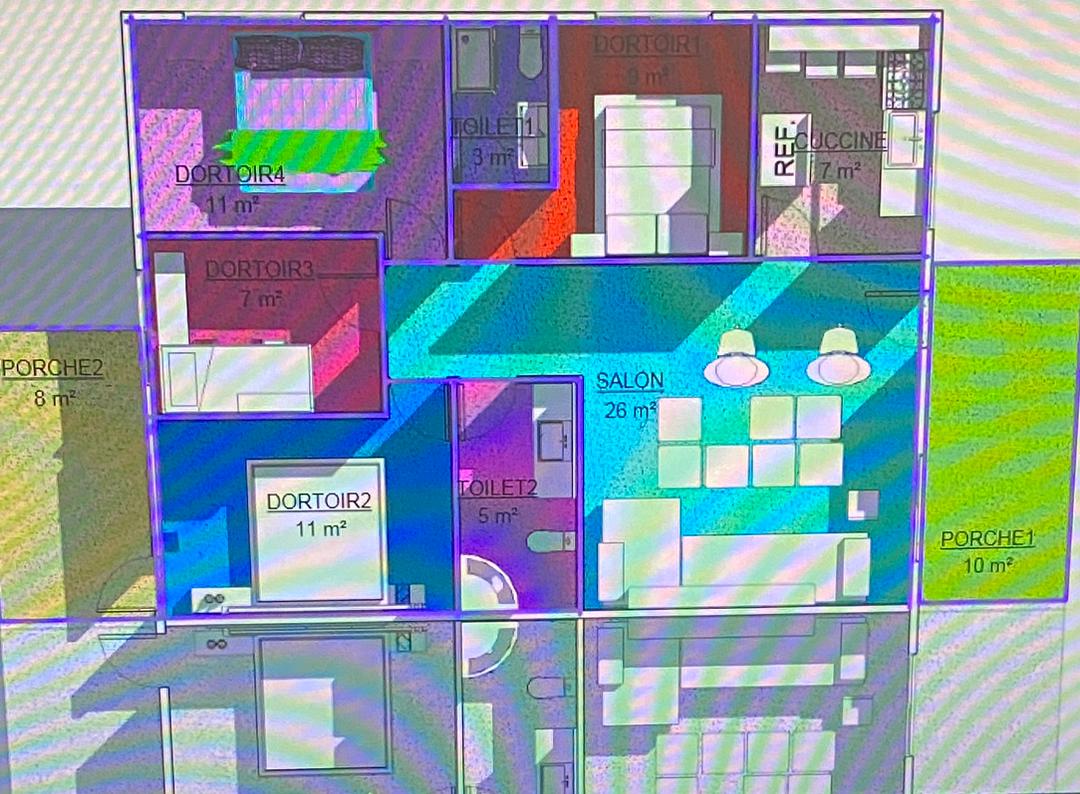 DORTOIR1
9 m²
TOILET1
3 m²
REF.
CUCCINE
7 m²
DORTOIR4
11 m²
DORTOIR3
7 m²
PORCHE2
8 m²
SALÓN
26 m²
DORTOIR2
11 m²
TOILET2
5 m²
PORCHE1
10 m²